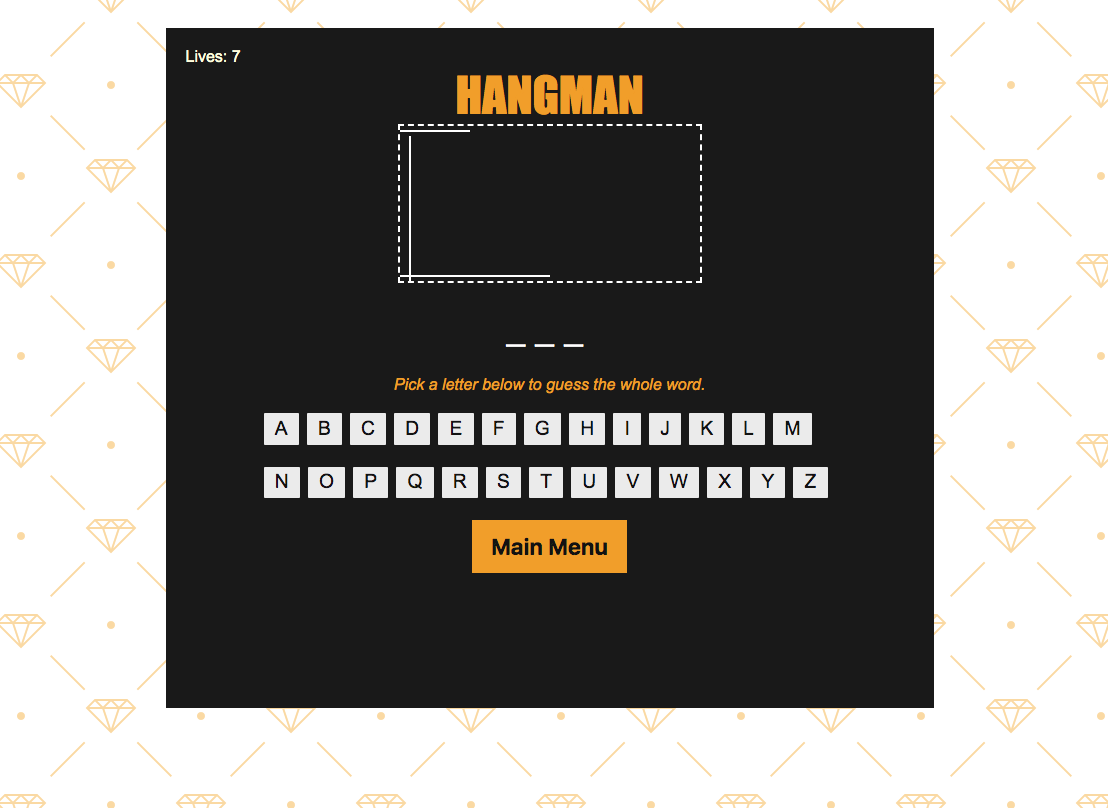 Lives: 7
HANGMAN
_ _ _
Pick a letter below to guess the whole word.
A B C D E F G H I J K L M
N O P Q R S T U V W X Y Z
Main Menu